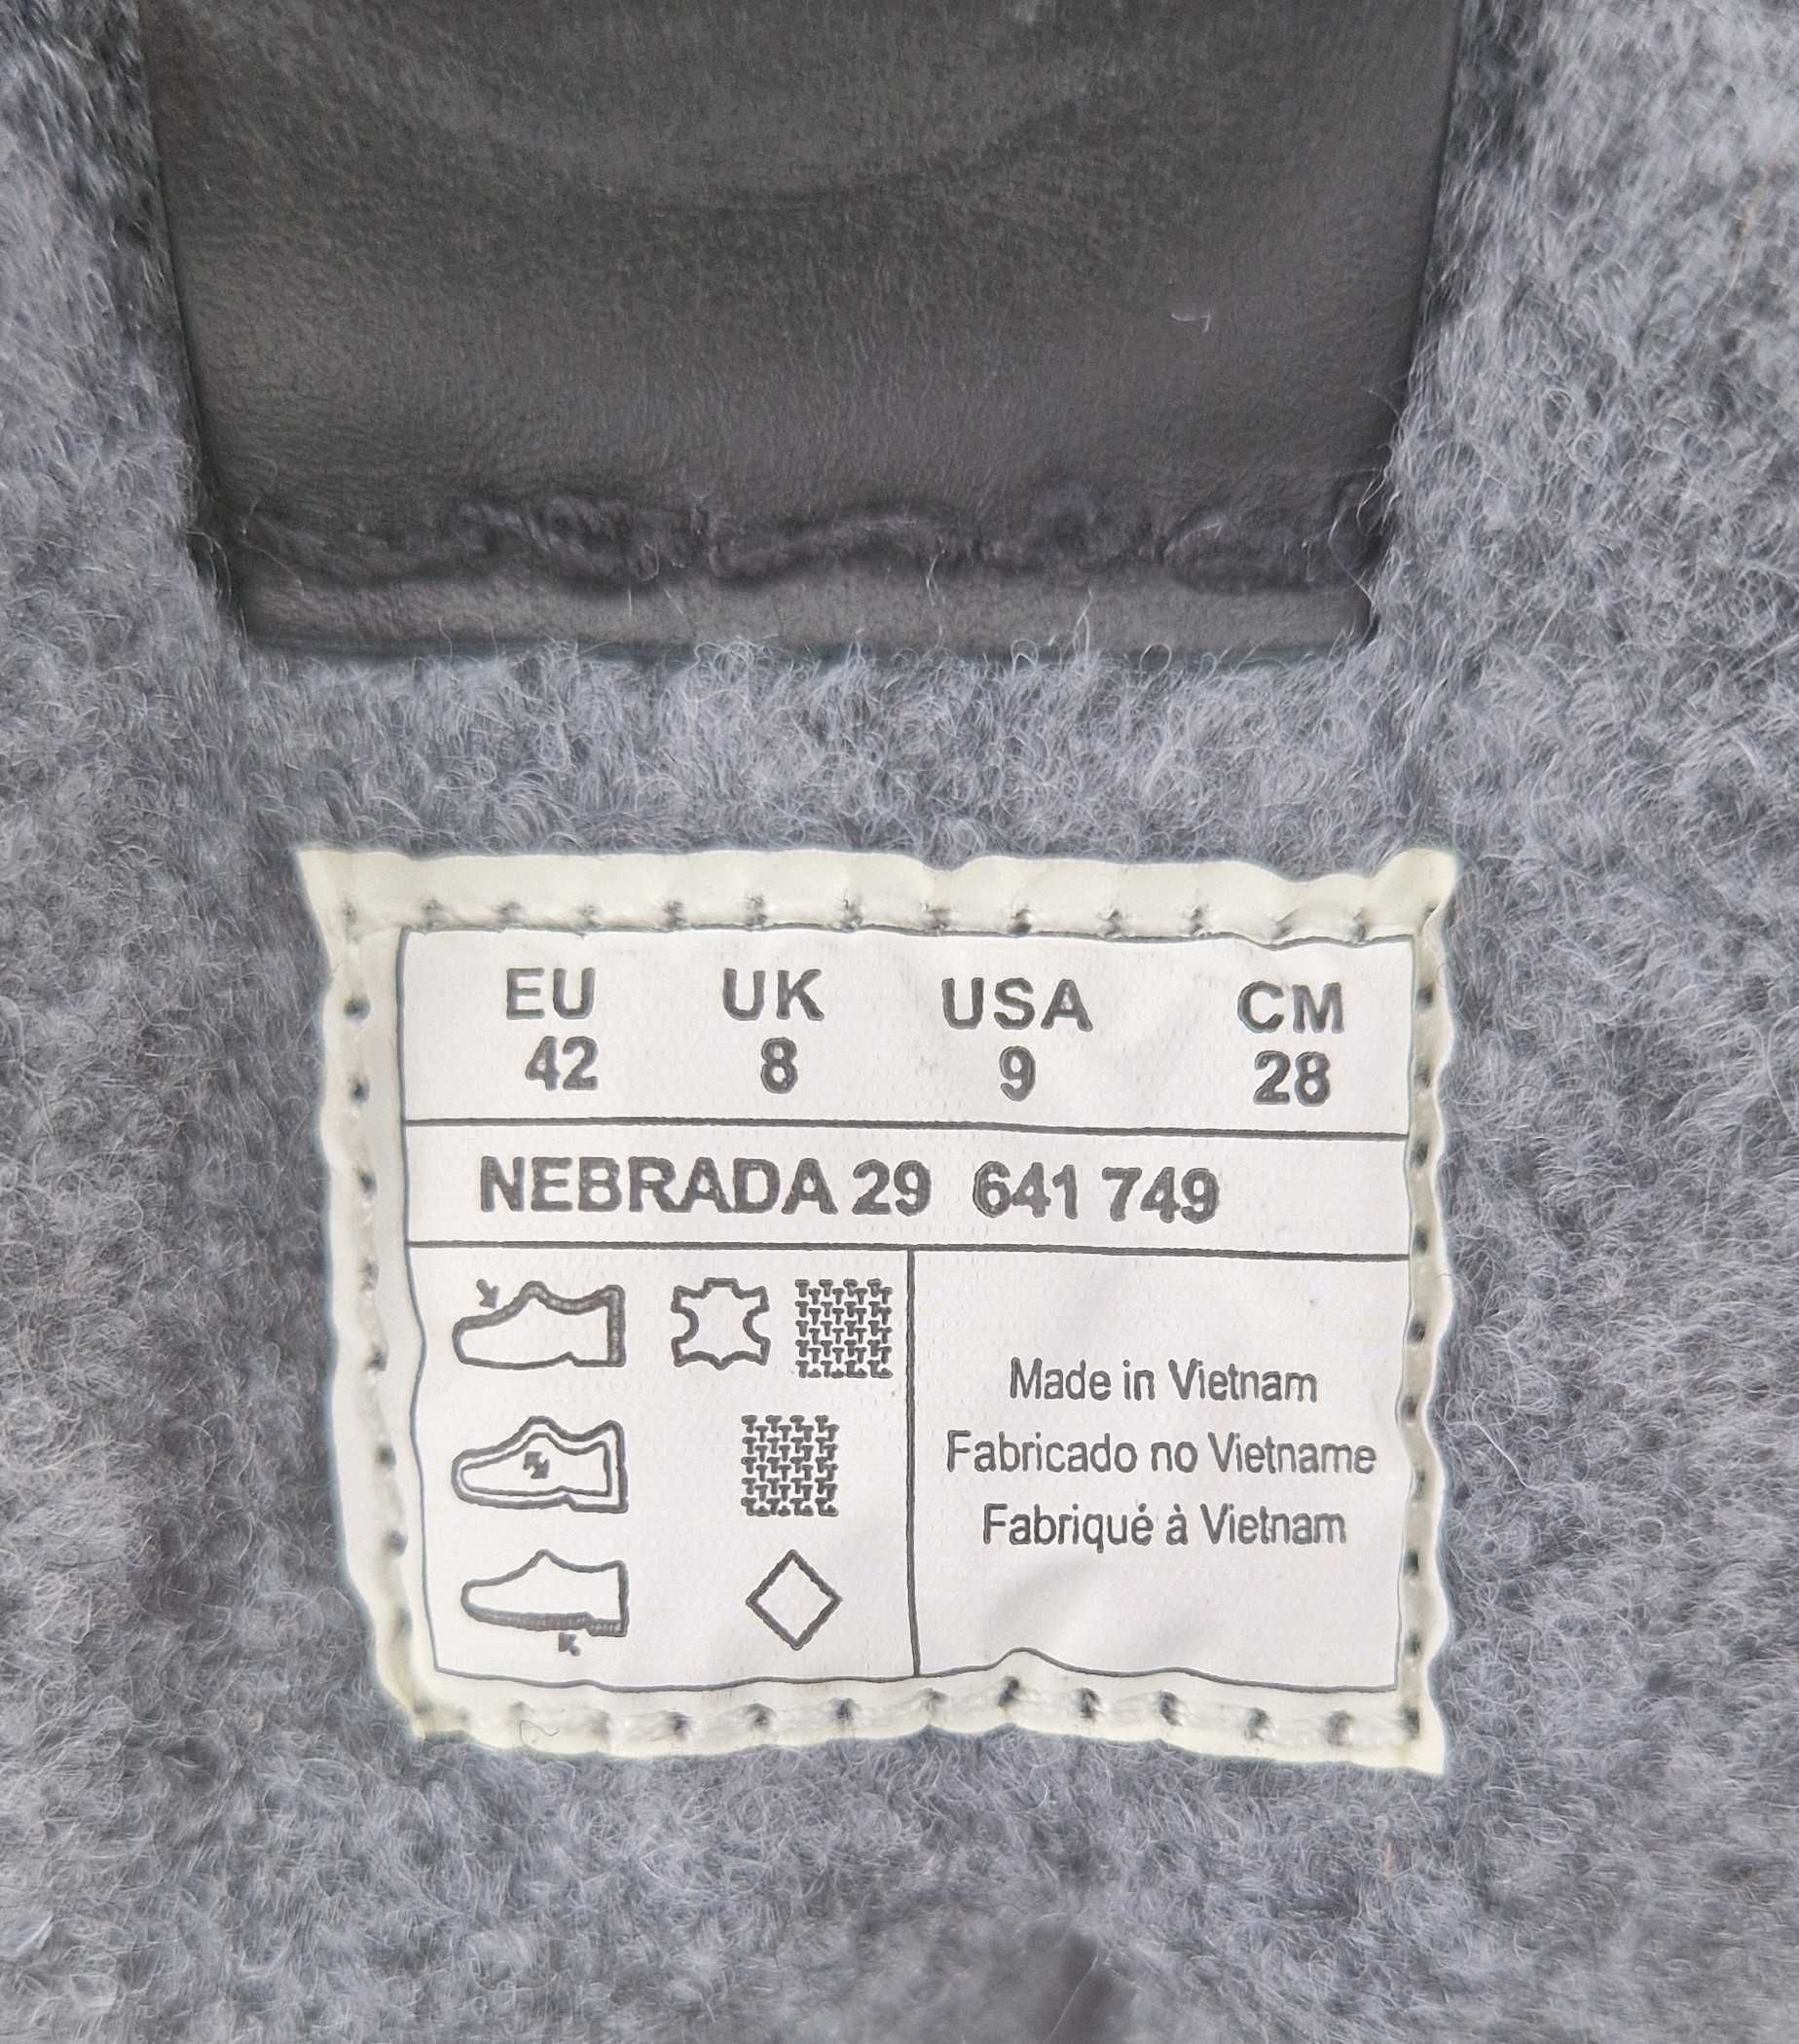 EU UK USA CM
42 8 9 28
NEBRADA 29 641 749
Made in Vietnam
Fabricado no Vietname
Fabriqué à Vietnam